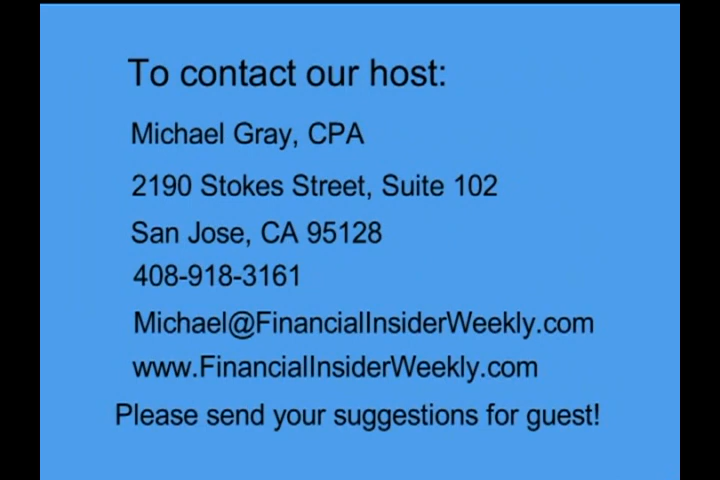 To contact our host:
Michael Gray, CPA
2190 Stokes Street, Suite 102
San Jose, CA 95128
408-918-3161
Michael@FinancialInsiderWeekly.com
www.FinancialInsiderWeekly.com
Please send your suggestions for guest!